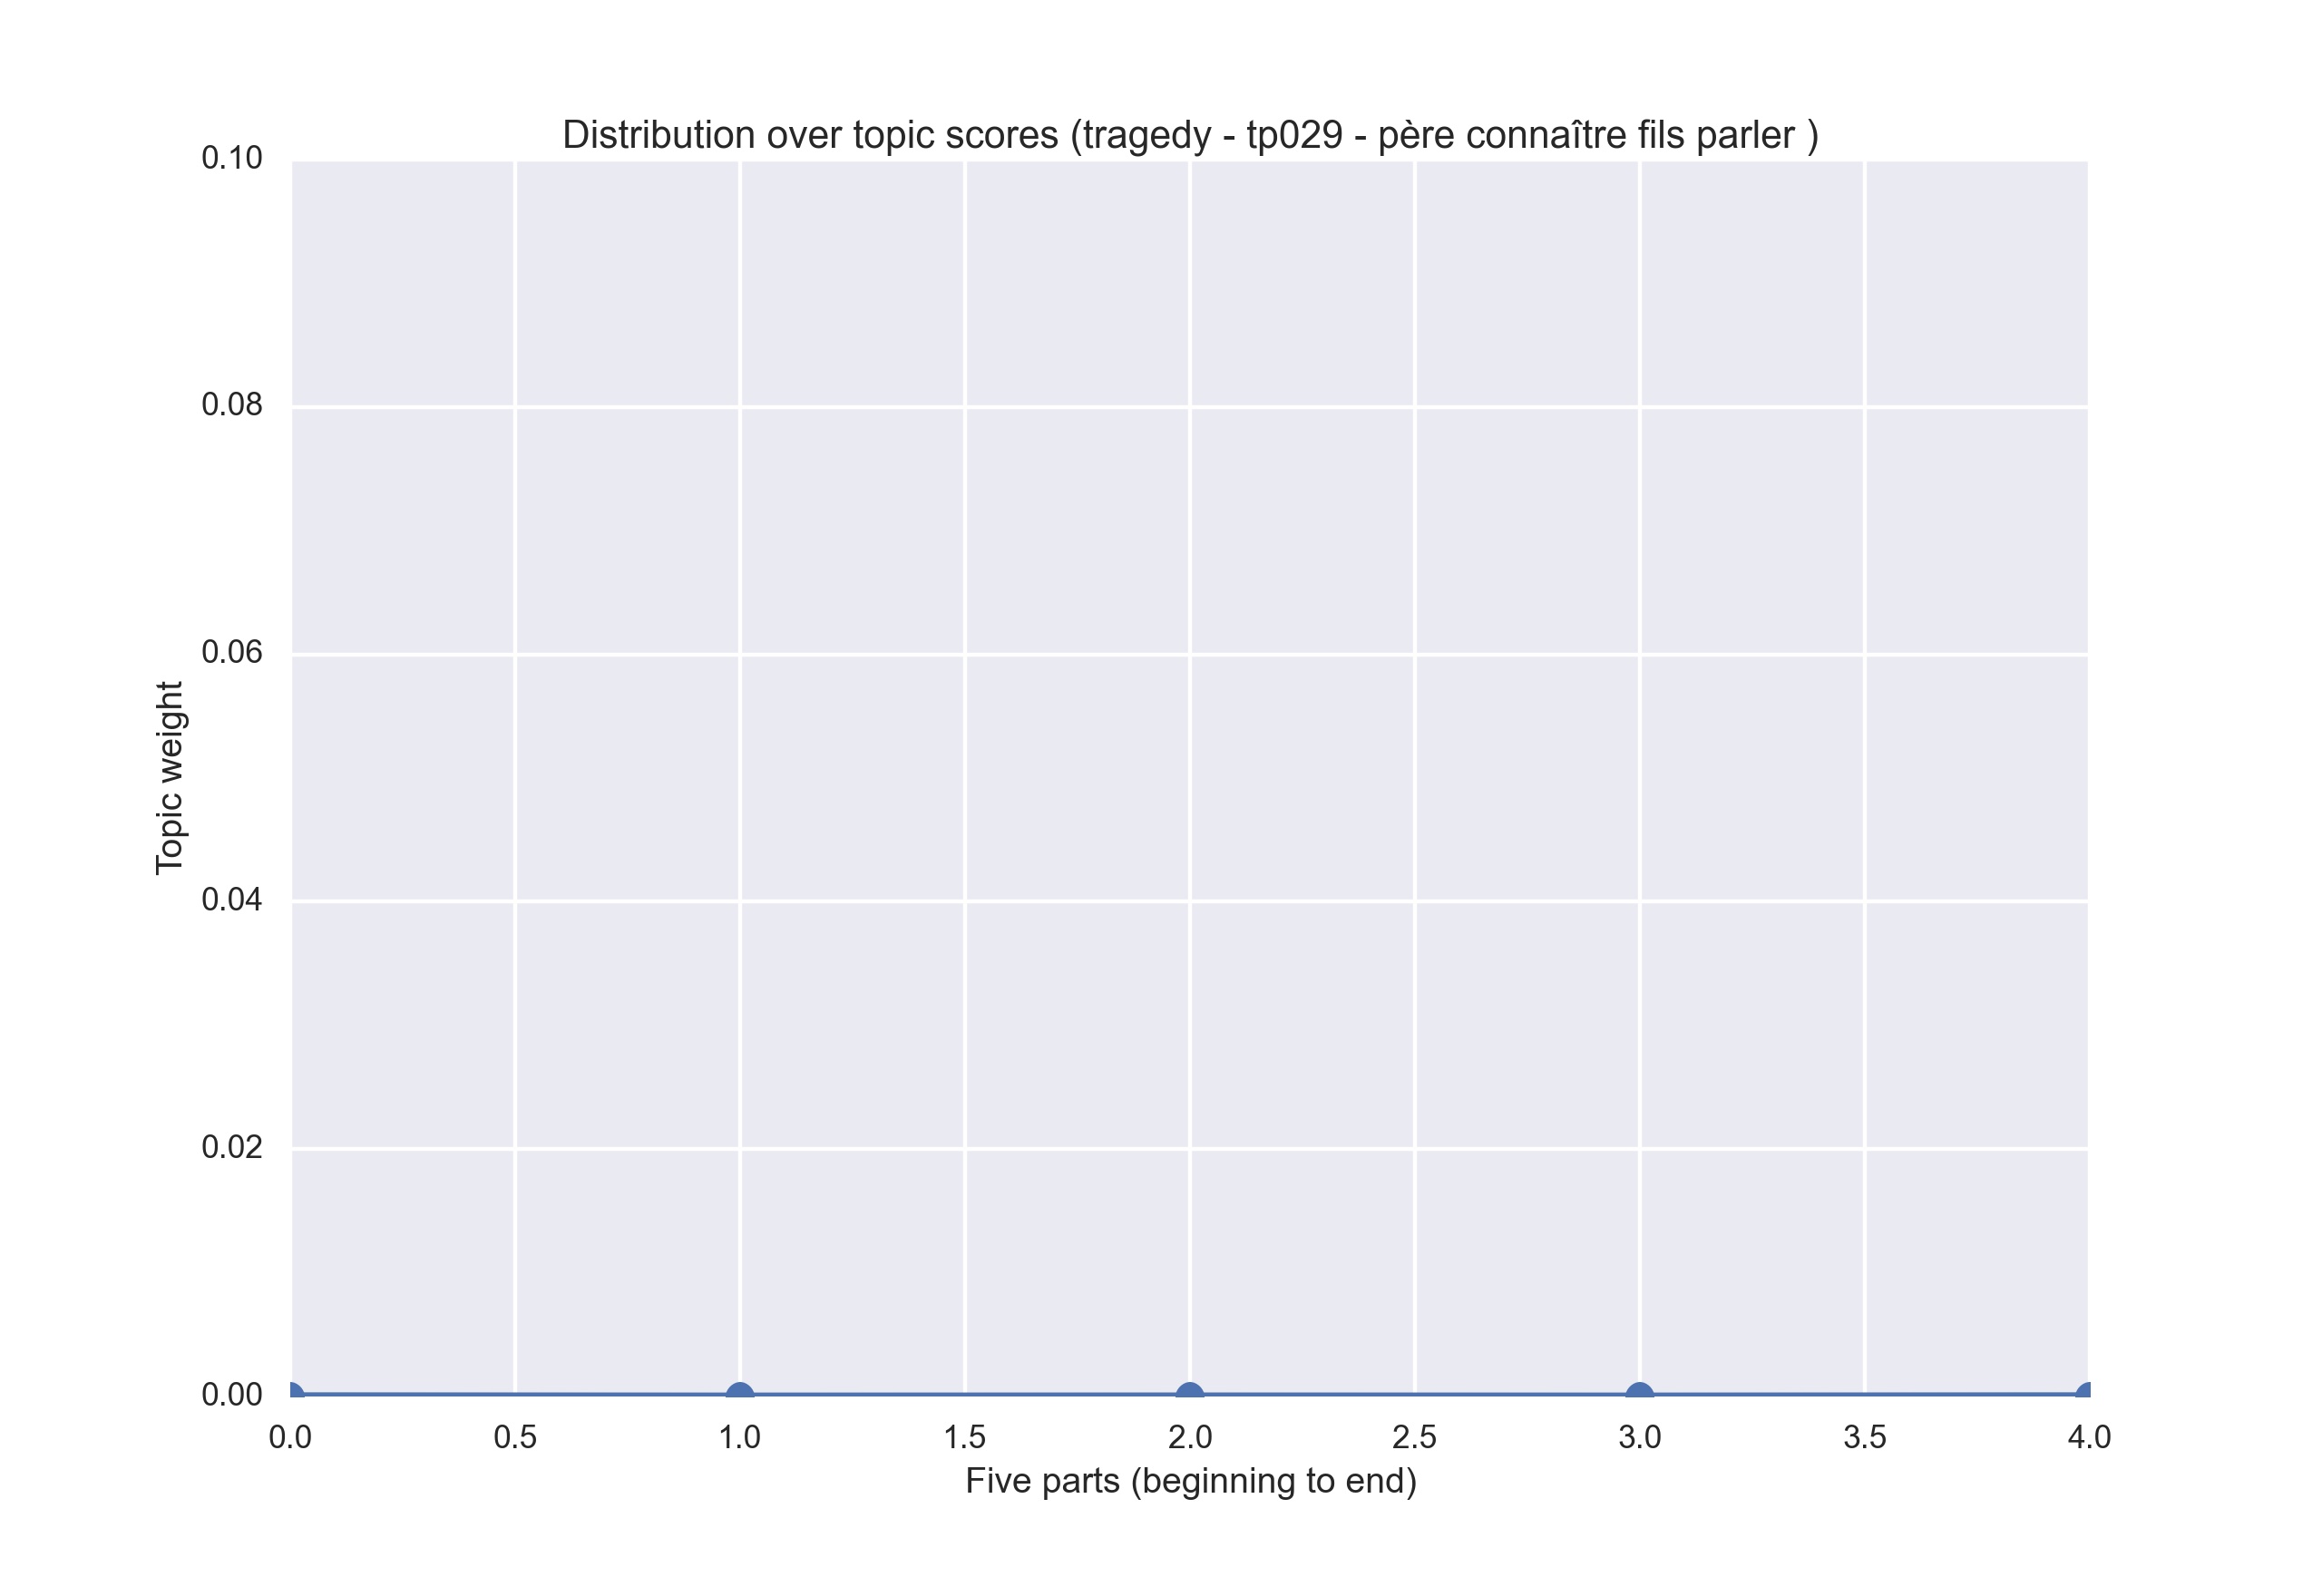 Distribution over topic scores (tragedy - tp029 - père connaître fils parler )
0.10
0.08
0.06
0.04
0.02
0.00
Topic weight
0.0 0.5 1.0 1.5 2.0 2.5 3.0 3.5 4.0
Five parts (beginning to end)